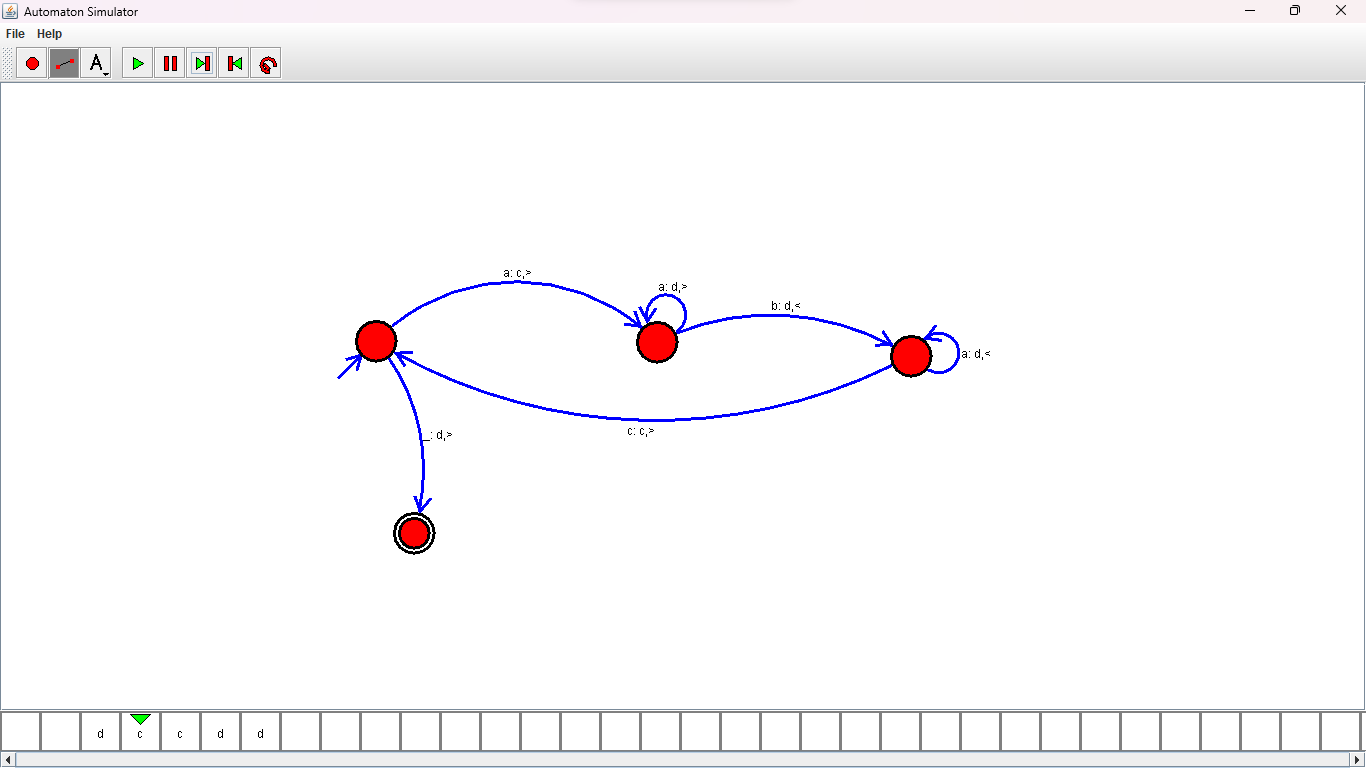 Automaton Simulator
File Help
A
a: c,>
a: d,>
b: d,<
a: d,<
c: c,>
_: d,>
d c c d d